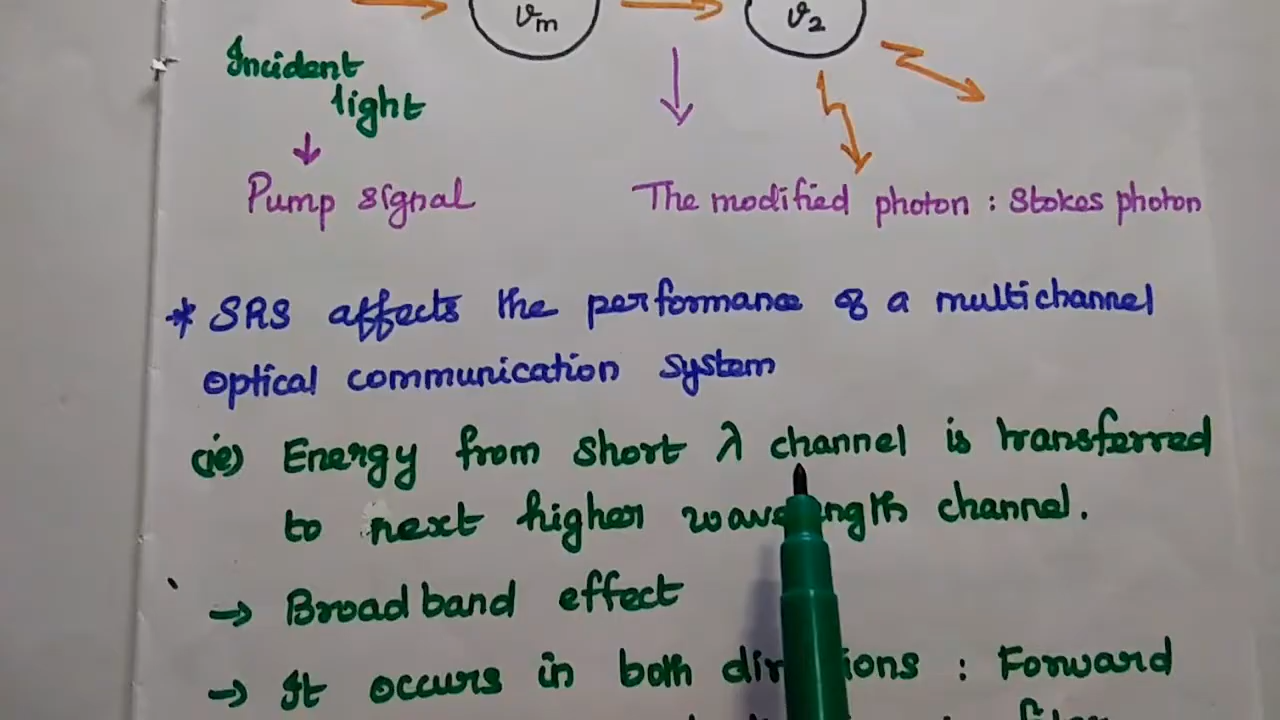 νm
ν2
Incident
light
Pump signal
The modified photon : Stokes photon
* SRS affects the performance of a multichannel
optical communication system
(ie) Energy from short λ channel is transferred
to next higher wavelength channel.
→ Broad band effect
→ It occurs in both directions : Forward